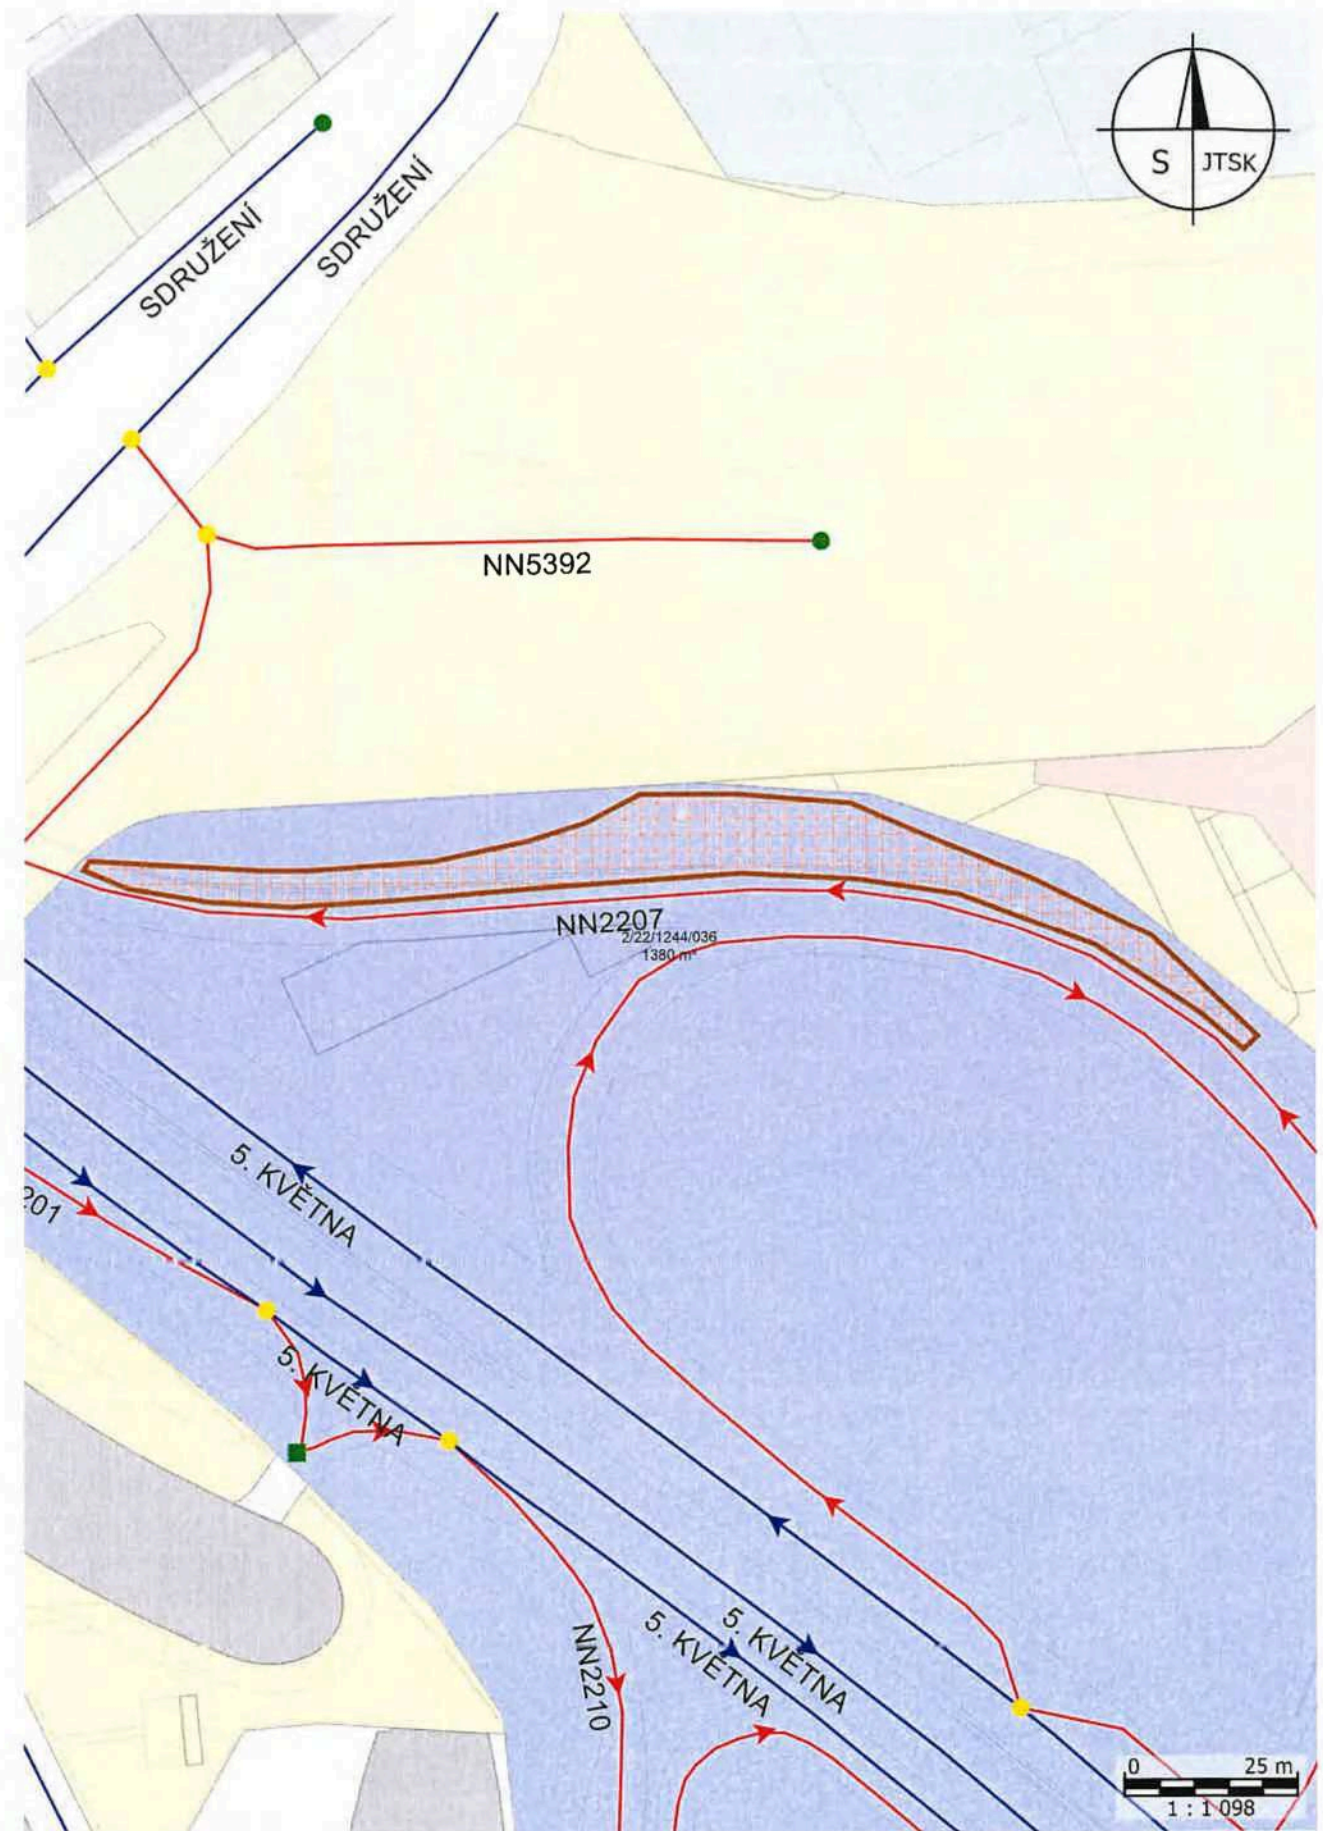 S JTSK
SDRUŽENÍ
SDRUŽENÍ
NN5392
NN2207
2/22/1244/036
1380 m²
5. KVĚTNA
201
5. KVĚTNA
5. KVĚTNA
5. KVĚTNA
NN2210
0 25 m
1 : 1 098